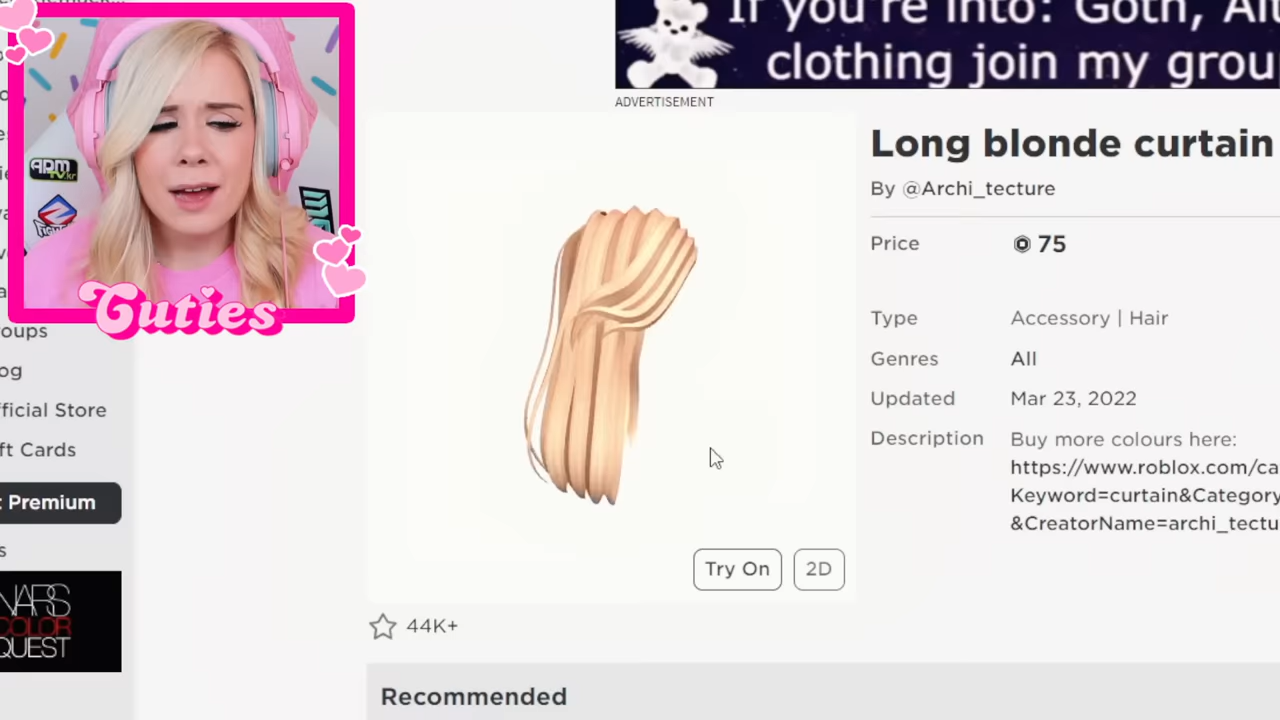 If you're into: Goth, Alt
clothing join my grou
ADVERTISEMENT
Cuties
Long blonde curtain
By @Archi_tecture
Price 75
Type Accessory | Hair
Genres All
Updated Mar 23, 2022
Description Buy more colours here:
https://www.roblox.com/ca
Keyword=curtain&Category
&CreatorName=archi_tectu
oups
og
fficial Store
ft Cards
t Premium
s
NARS
COLOR
QUEST
Try On
2D
44K+
Recommended